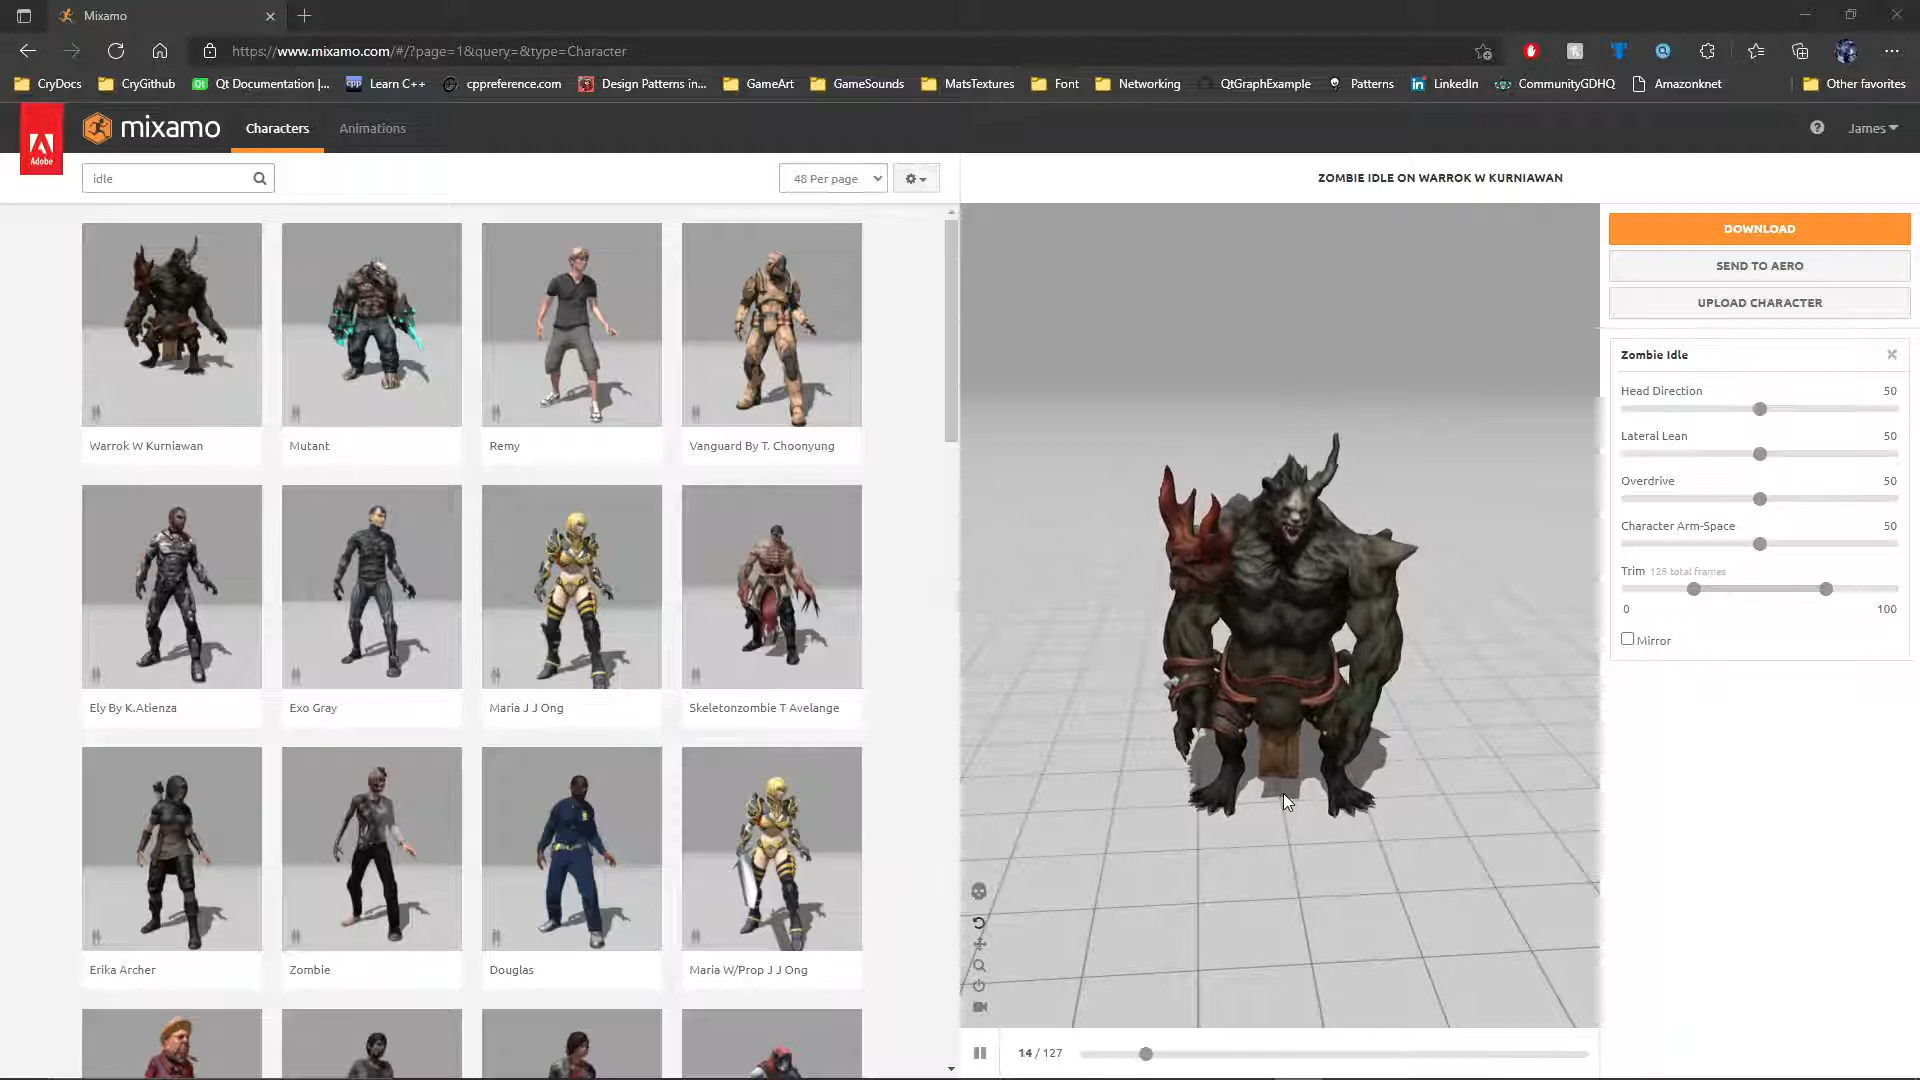 Mixamo
https://www.mixamo.com/#/?page=1&query=&type=Character
CryDocs
CryGithub
Qt Documentation |...
Learn C++
cppreference.com
Design Patterns in...
GameArt
GameSounds
MatsTextures
Font
Networking
QtGraphExample
Patterns
LinkedIn
CommunityGDHQ
Amazonknet
Other favorites
Adobe
mixamo
Characters
Animations
James
idle
48 Per page
ZOMBIE IDLE ON WARROK W KURNIAWAN
DOWNLOAD
SEND TO AERO
UPLOAD CHARACTER
Zombie Idle
Head Direction 50
Lateral Lean 50
Overdrive 50
Character Arm-Space 50
Trim 128 total frames
0 100
Mirror
Warrok W Kurniawan
Mutant
Remy
Vanguard By T. Choonyung
Ely By K.Atienza
Exo Gray
Maria J J Ong
Skeletonzombie T Avelange
Erika Archer
Zombie
Douglas
Maria W/Prop J J Ong
14 / 127